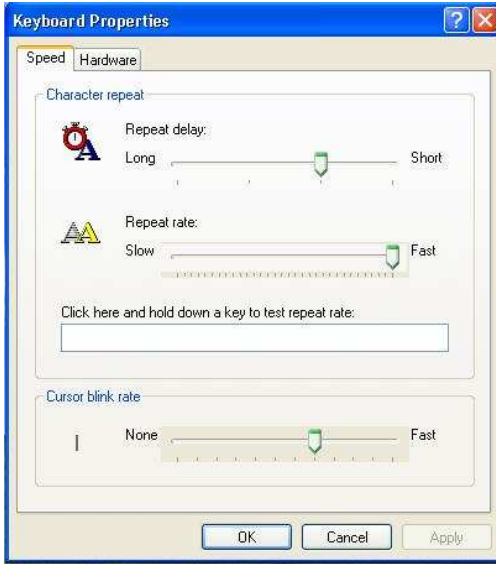 Keyboard Properties
Speed Hardware
Character repeat
Repeat delay:
Long Short
Repeat rate:
Slow Fast
Click here and hold down a key to test repeat rate:
Cursor blink rate
None Fast
OK Cancel Apply